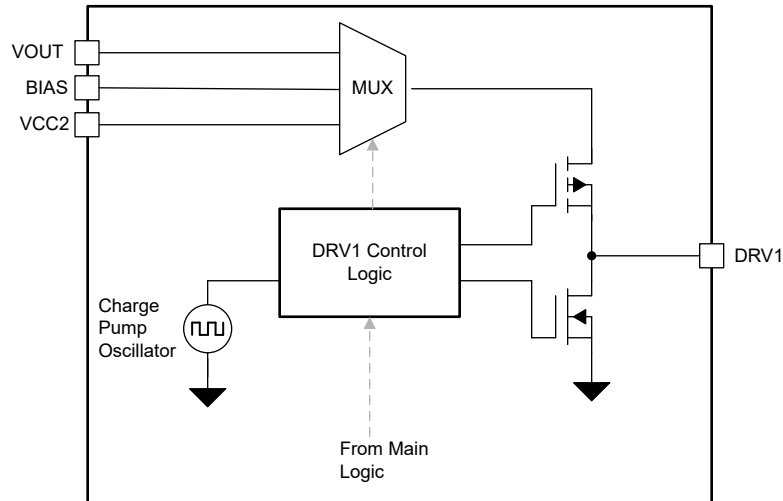 VOUT
BIAS
VCC2
MUX
DRV1 Control
Logic
DRV1
Charge
Pump
Oscillator
From Main
Logic